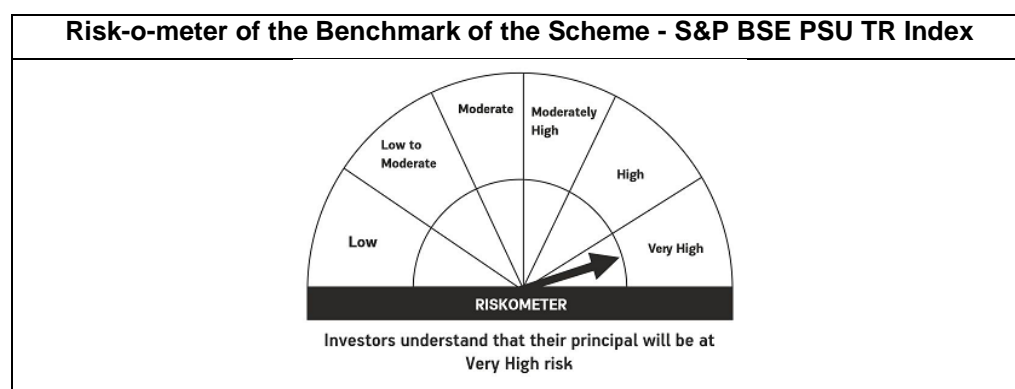 Risk-o-meter of the Benchmark of the Scheme - S&P BSE PSU TR Index
Moderate
Moderately
High
Low to
Moderate
High
Low
Very High
RISKOMETER
Investors understand that their principal will be at
Very High risk